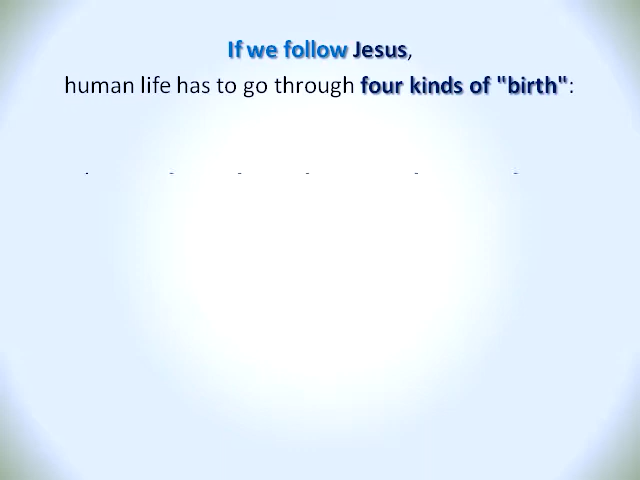 If we follow Jesus,
human life has to go through four kinds of "birth":